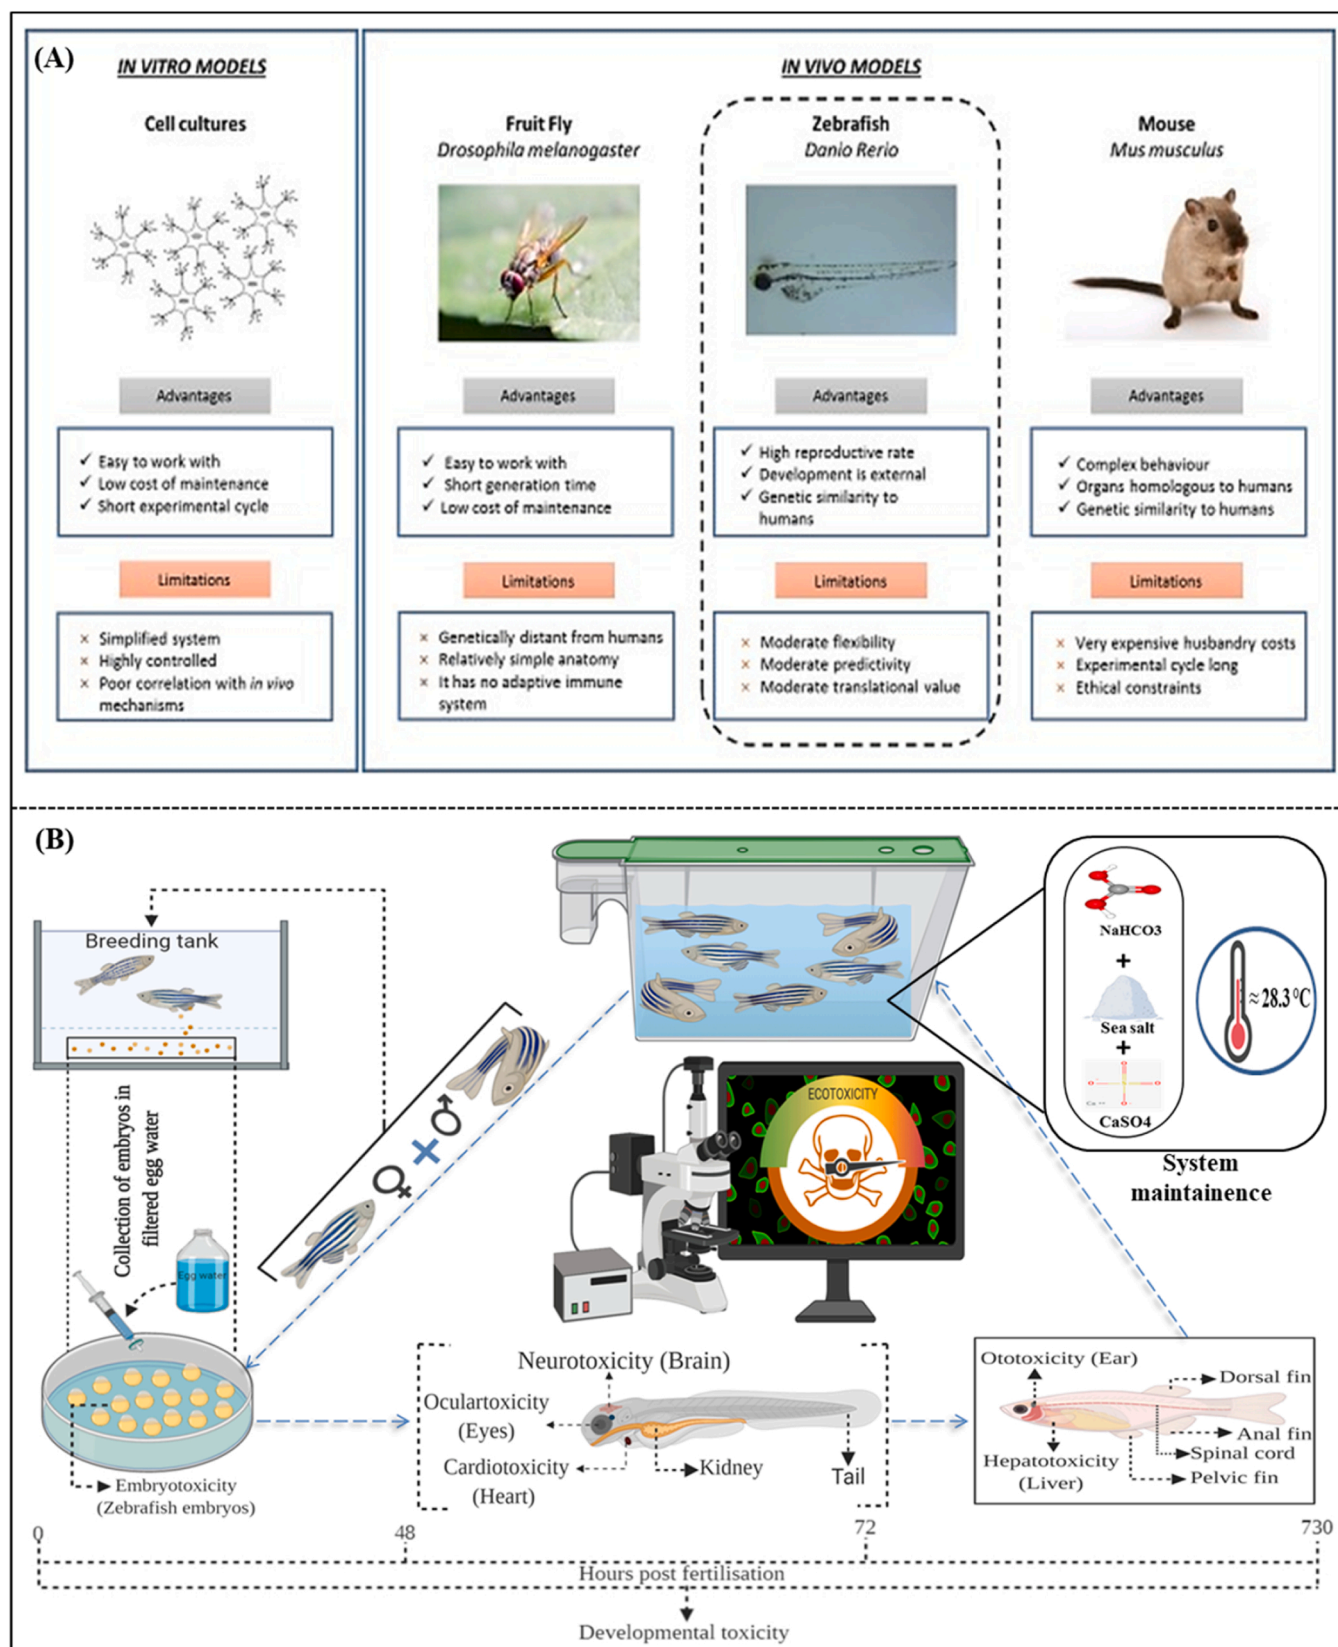 (A)
IN VITRO MODELS
Cell cultures
Advantages
✓ Easy to work with
✓ Low cost of maintenance
✓ Short experimental cycle
Limitations
× Simplified system
× Highly controlled
× Poor correlation with in vivo
mechanisms
IN VIVO MODELS
Fruit Fly
Drosophila melanogaster
Advantages
✓ Easy to work with
✓ Short generation time
✓ Low cost of maintenance
Limitations
× Genetically distant from humans
× Relatively simple anatomy
× It has no adaptive immune
system
Zebrafish
Danio Rerio
Advantages
✓ High reproductive rate
✓ Development is external
✓ Genetic similarity to
humans
Limitations
× Moderate flexibility
× Moderate predictivity
× Moderate translational value
Mouse
Mus musculus
Advantages
✓ Complex behaviour
✓ Organs homologous to humans
✓ Genetic similarity to humans
Limitations
× Very expensive husbandry costs
× Experimental cycle long
× Ethical constraints
(B)
Breeding tank
Collection of embryos in
filtered egg water
Egg water
♀ + ♂
NaHCO3
+
Sea salt
+
CaSO4
≈ 28.3 °C
System
maintainence
ECOTOXICITY
Embryotoxicity
(Zebrafish embryos)
Neurotoxicity (Brain)
Oculartoxicity
(Eyes)
Cardiotoxicity
(Heart)
Kidney
Tail
Ototoxicity (Ear)
Hepatotoxicity
(Liver)
Dorsal fin
Anal fin
Spinal cord
Pelvic fin
0
48
72
730
Hours post fertilisation
Developmental toxicity